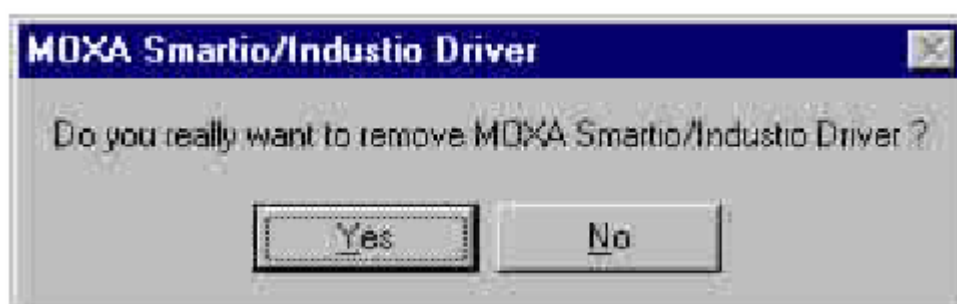 MOXA Smartio/Industio Driver
Do you really want to remove MOXA Smartio/Industio Driver ?
Yes No